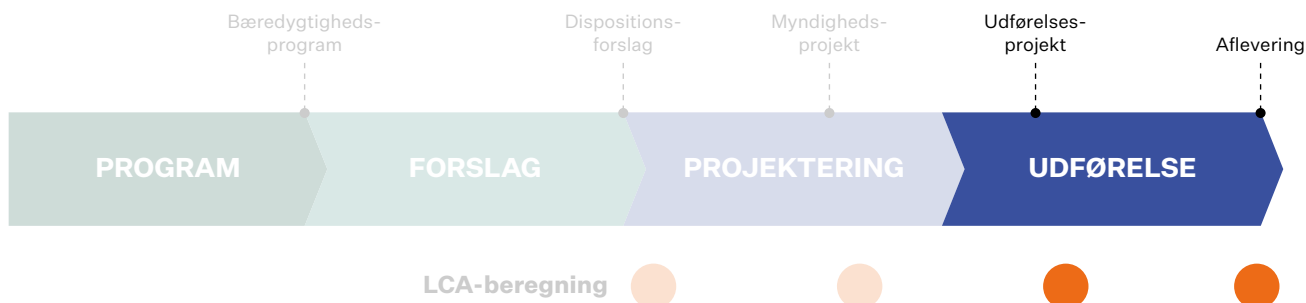 Bæredygtigheds-
program
Dispositions-
forslag
Myndigheds-
projekt
Udførelses-
projekt
Aflevering
PROGRAM
FORSLAG
PROJEKTERING
UDFØRELSE
LCA-beregning